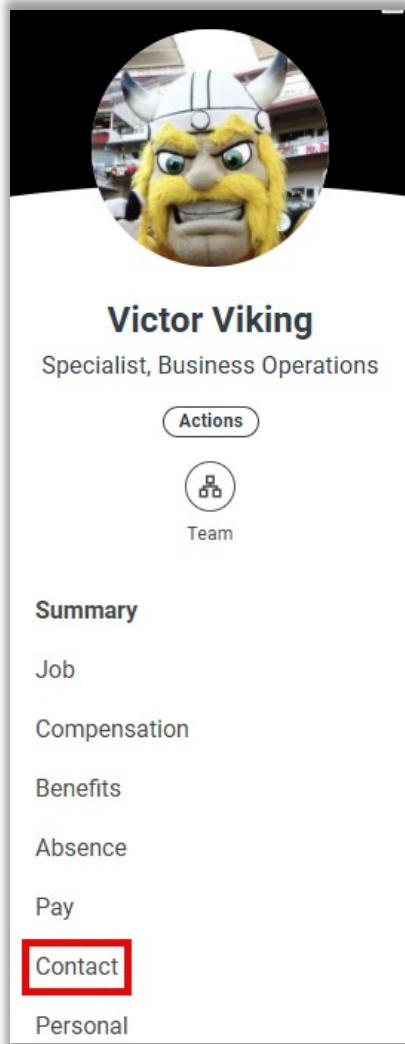 Victor Viking
Specialist, Business Operations
Actions
Team
Summary
Job
Compensation
Benefits
Absence
Pay
Contact
Personal